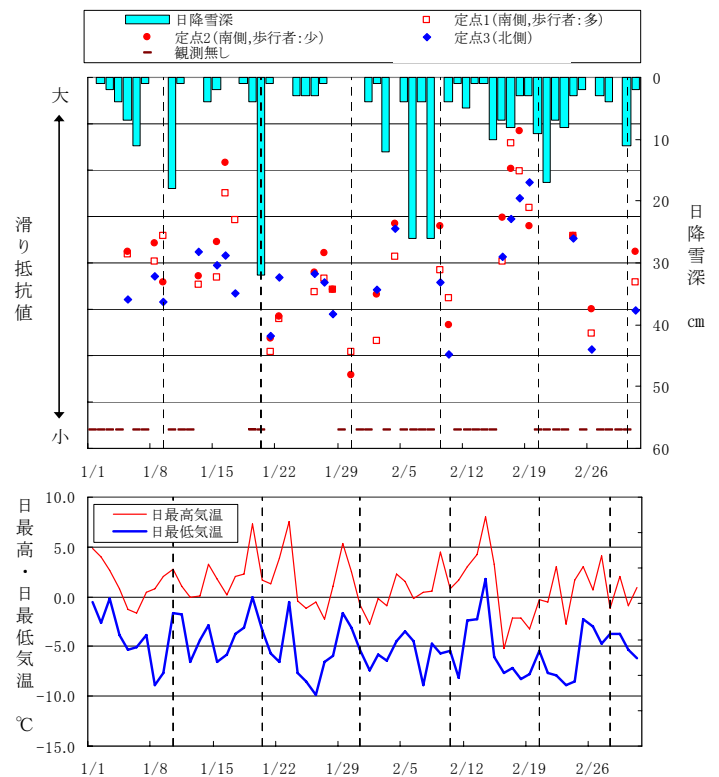 日降雪深
定点1(南側,歩行者:多)
定点2(南側,歩行者:少)
定点3(北側)
観測無し
大
滑り抵抗値
小
0
10
20
30
40
50
60
日降雪深 cm
1/1 1/8 1/15 1/22 1/29 2/5 2/12 2/19 2/26
日最高・日最低気温 ℃
10.0
5.0
0.0
-5.0
-10.0
-15.0
日最高気温
日最低気温
1/1 1/8 1/15 1/22 1/29 2/5 2/12 2/19 2/26